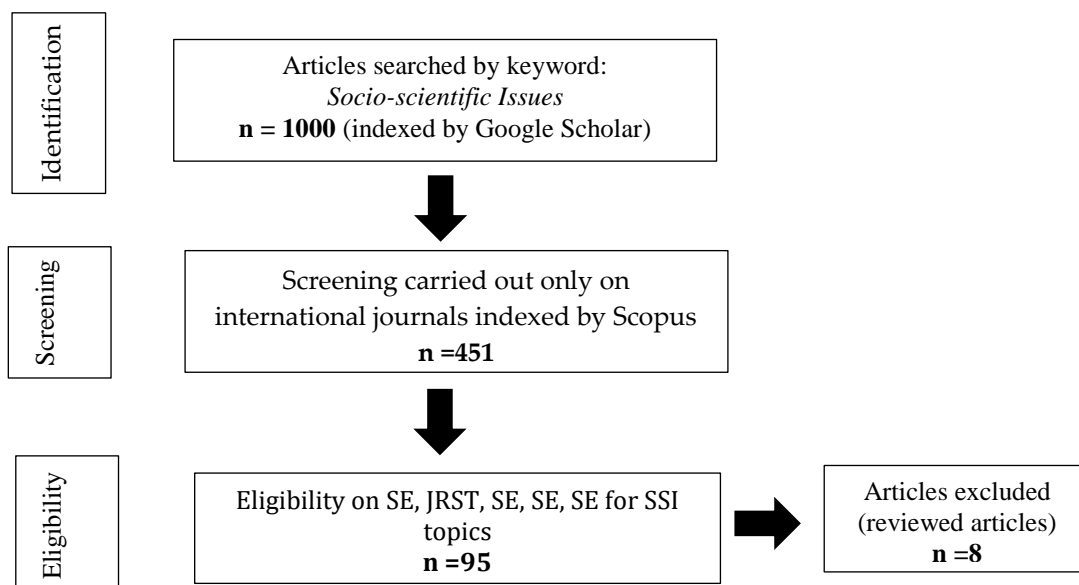 Identification
Articles searched by keyword:
Socio-scientific Issues
n = 1000 (indexed by Google Scholar)
Screening
Screening carried out only on
international journals indexed by Scopus
n =451
Eligibility
Eligibility on SE, JRST, SE, SE, SE for SSI
topics
n =95
Articles excluded
(reviewed articles)
n =8